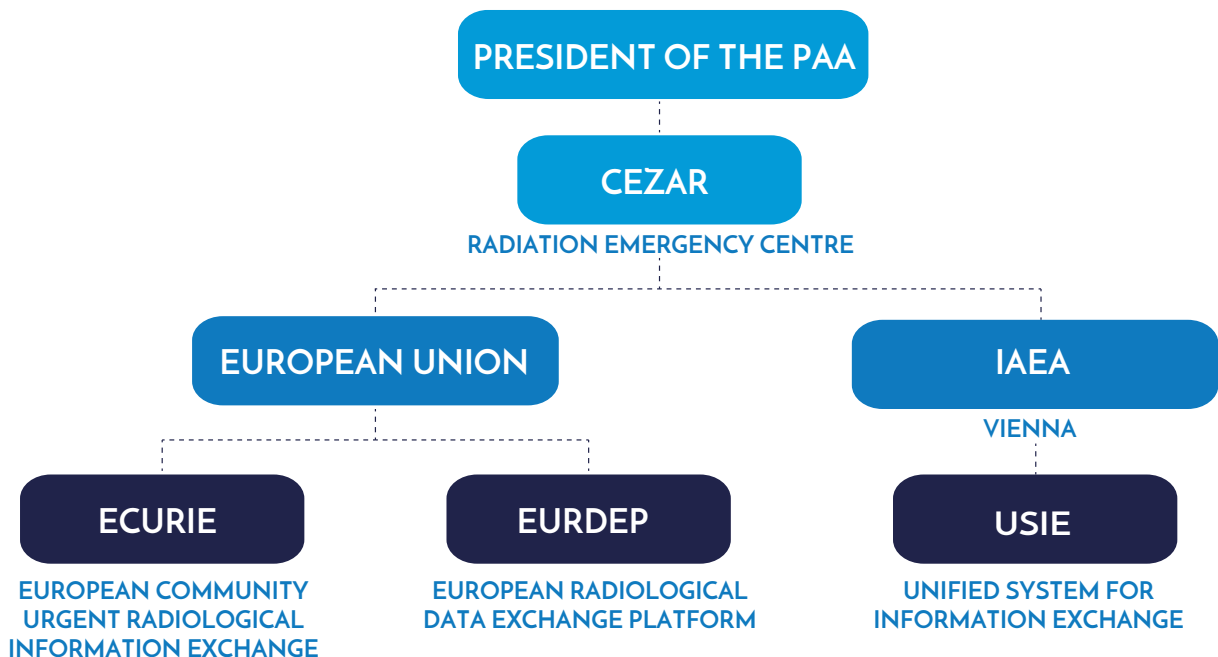 PRESIDENT OF THE PAA
CEZAR
RADIATION EMERGENCY CENTRE
EUROPEAN UNION
IAEA
VIENNA
ECURIE
EURDEP
USIE
EUROPEAN COMMUNITY
URGENT RADIOLOGICAL
INFORMATION EXCHANGE
EUROPEAN RADIOLOGICAL
DATA EXCHANGE PLATFORM
UNIFIED SYSTEM FOR
INFORMATION EXCHANGE